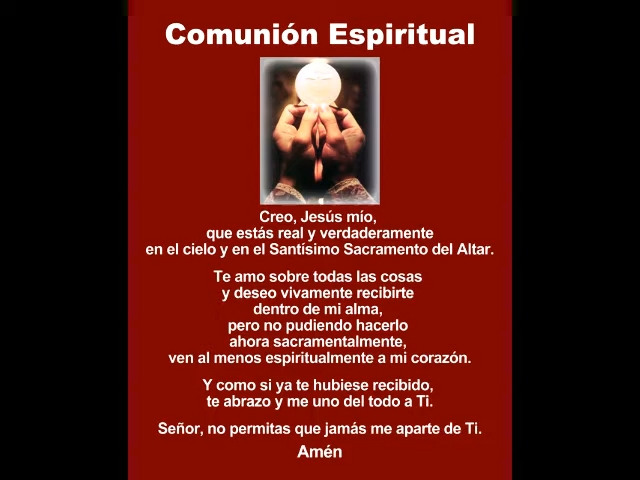 Comunión Espiritual
Creo, Jesús mío,
que estás real y verdaderamente
en el cielo y en el Santísimo Sacramento del Altar.
Te amo sobre todas las cosas
y deseo vivamente recibirte
dentro de mi alma,
pero no pudiendo hacerlo
ahora sacramentalmente,
ven al menos espiritualmente a mi corazón.
Y como si ya te hubiese recibido,
te abrazo y me uno del todo a Ti.
Señor, no permitas que jamás me aparte de Ti.
Amén